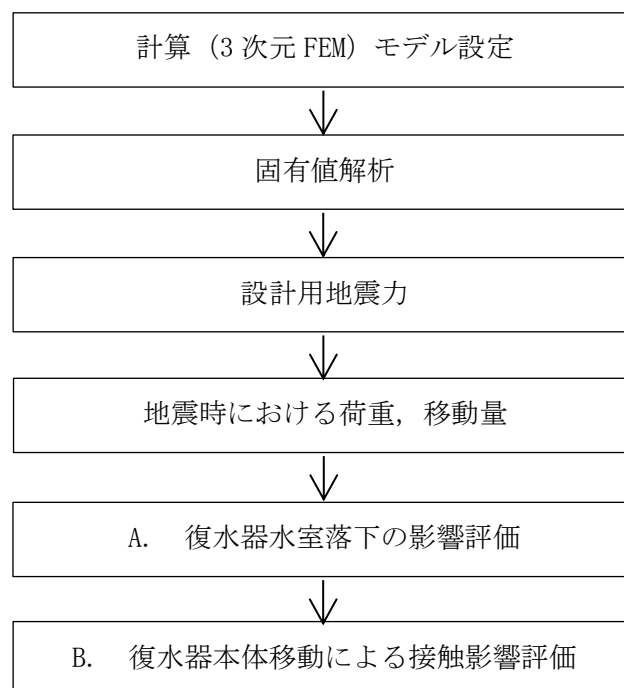 計算（3 次元 FEM）モデル設定
固有値解析
設計用地震力
地震時における荷重，移動量
A.　復水器水室落下の影響評価
B.　復水器本体移動による接触影響評価